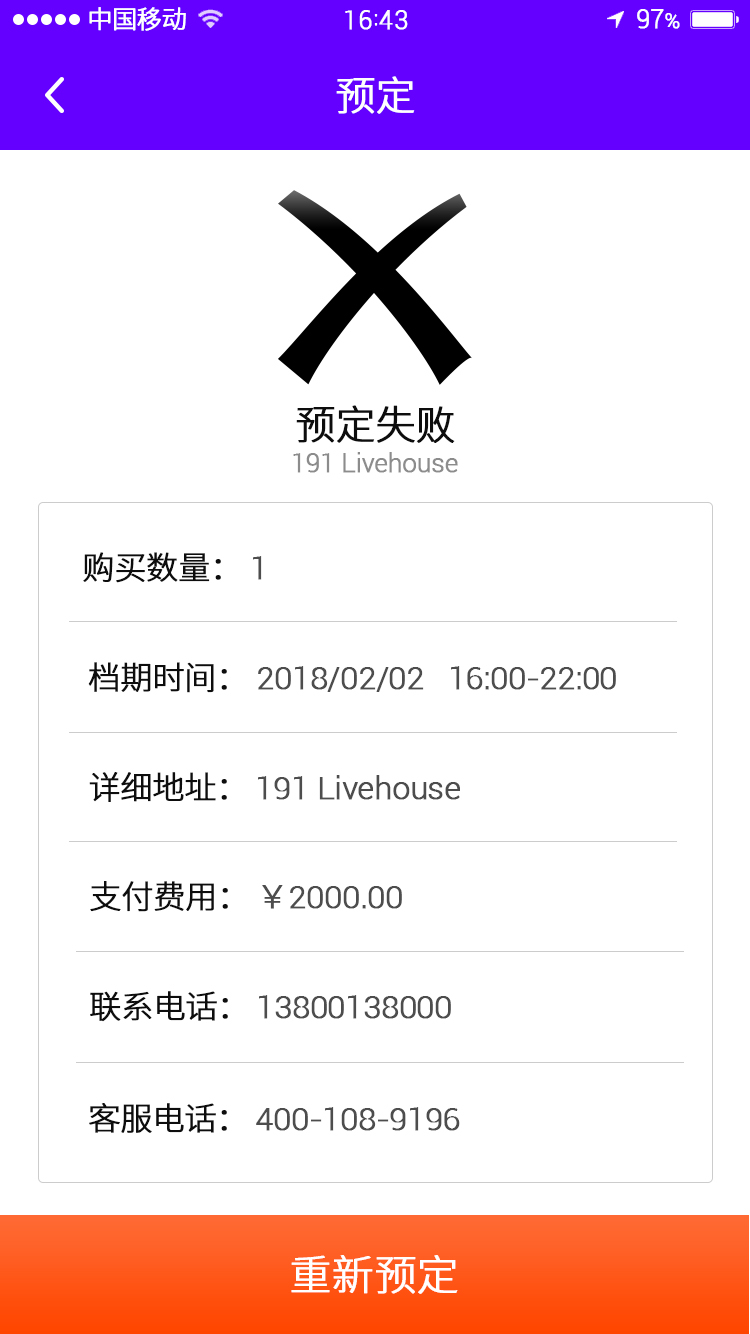 中国移动 16:43 97%
预定
预定失败
191 Livehouse
购买数量： 1
档期时间： 2018/02/02 16:00-22:00
详细地址： 191 Livehouse
支付费用： ￥2000.00
联系电话： 13800138000
客服电话： 400-108-9196
重新预定